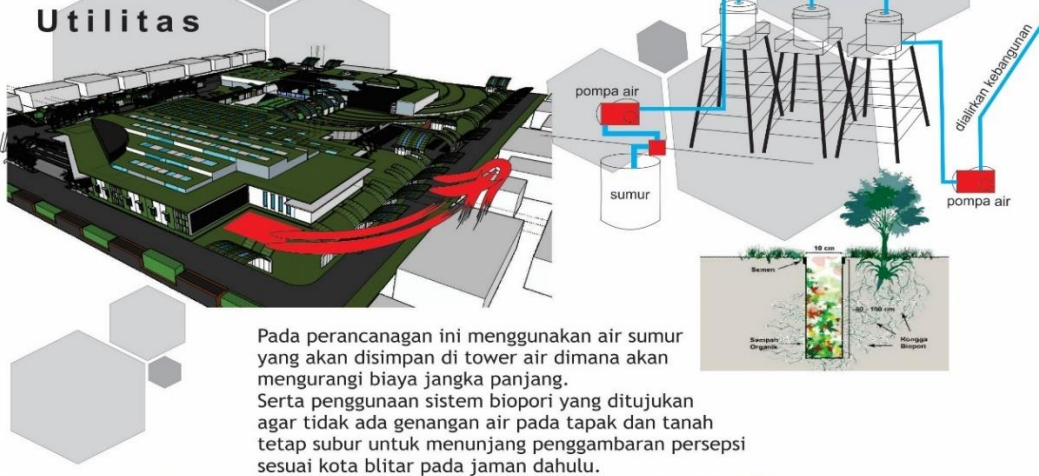 Utilitas
pompa air
sumur
dialirkan kebangunan
pompa air
10 cm
Semen
80 - 100 cm
Sampah
Organik
Rongga
Biopori
Pada perancanagan ini menggunakan air sumur
yang akan disimpan di tower air dimana akan
mengurangi biaya jangka panjang.
Serta penggunaan sistem biopori yang ditujukan
agar tidak ada genangan air pada tapak dan tanah
tetap subur untuk menunjang penggambaran persepsi
sesuai kota blitar pada jaman dahulu.